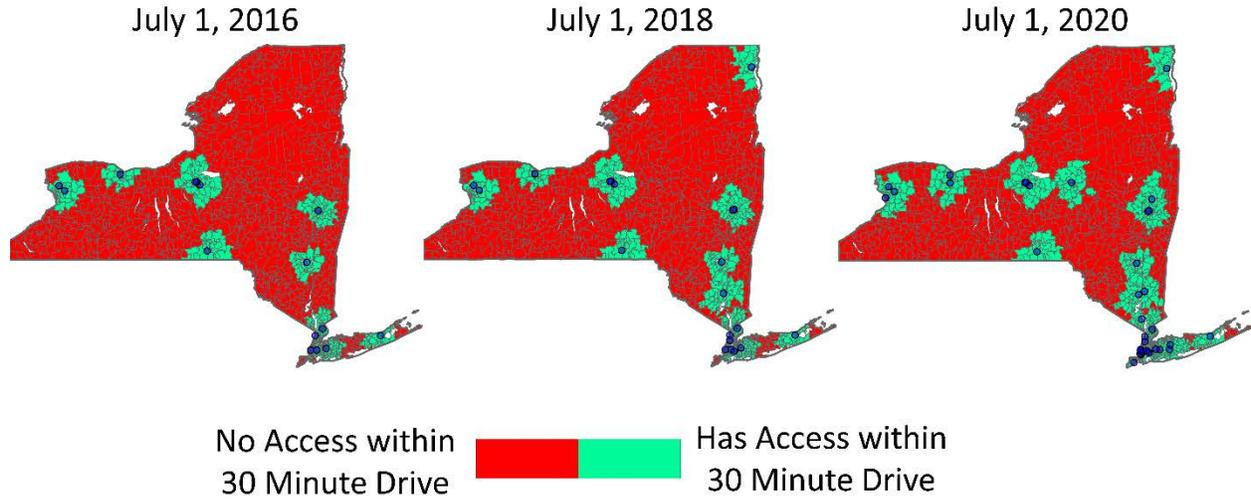 July 1, 2016
July 1, 2018
July 1, 2020
No Access within
30 Minute Drive
Has Access within
30 Minute Drive